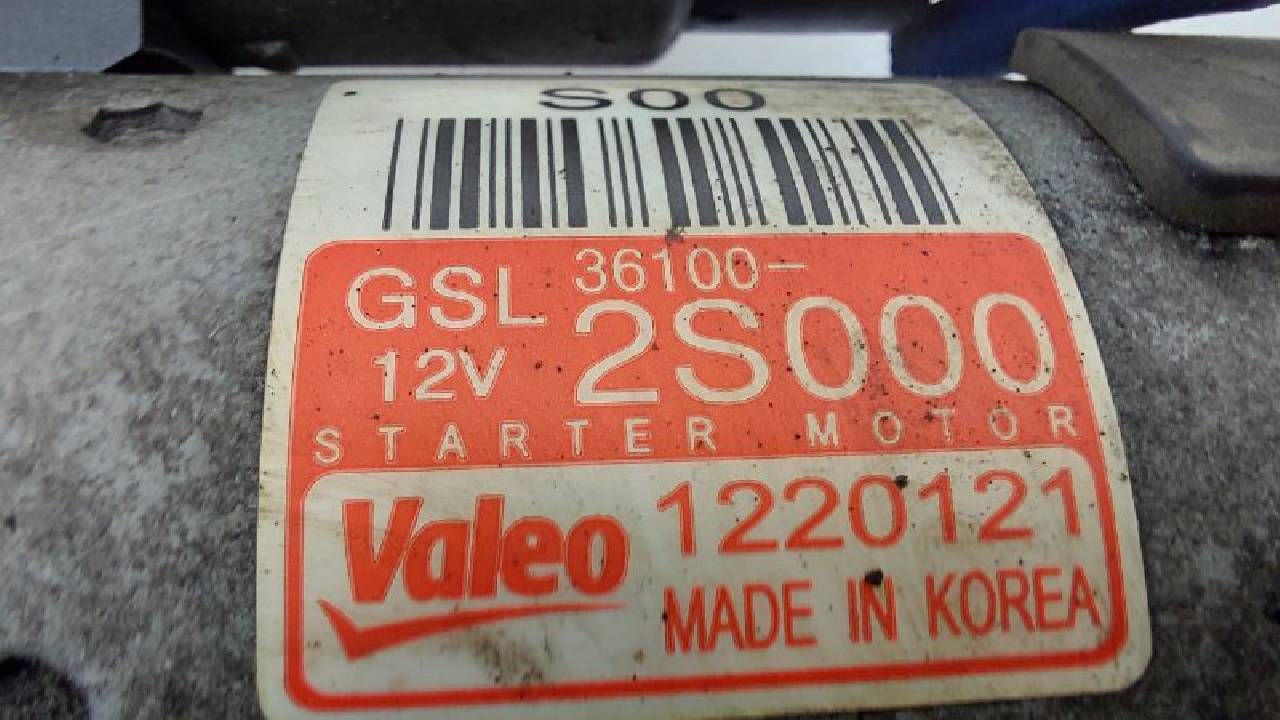 S00
GSL 36100-
12V 2S000
STARTER MOTOR
Valeo 1220121
MADE IN KOREA